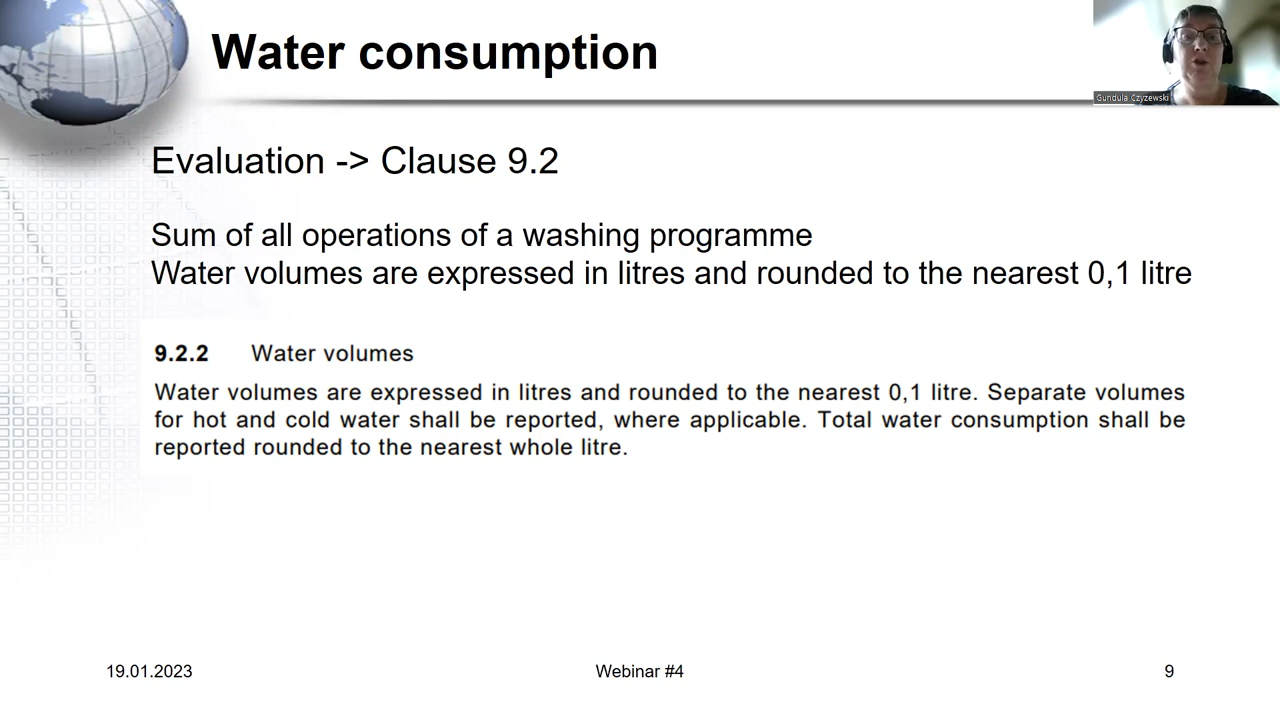 Water consumption
Gundula Czyzewski
Evaluation -> Clause 9.2
Sum of all operations of a washing programme
Water volumes are expressed in litres and rounded to the nearest 0,1 litre
9.2.2 Water volumes
Water volumes are expressed in litres and rounded to the nearest 0,1 litre. Separate volumes
for hot and cold water shall be reported, where applicable. Total water consumption shall be
reported rounded to the nearest whole litre.
19.01.2023 Webinar #4 9